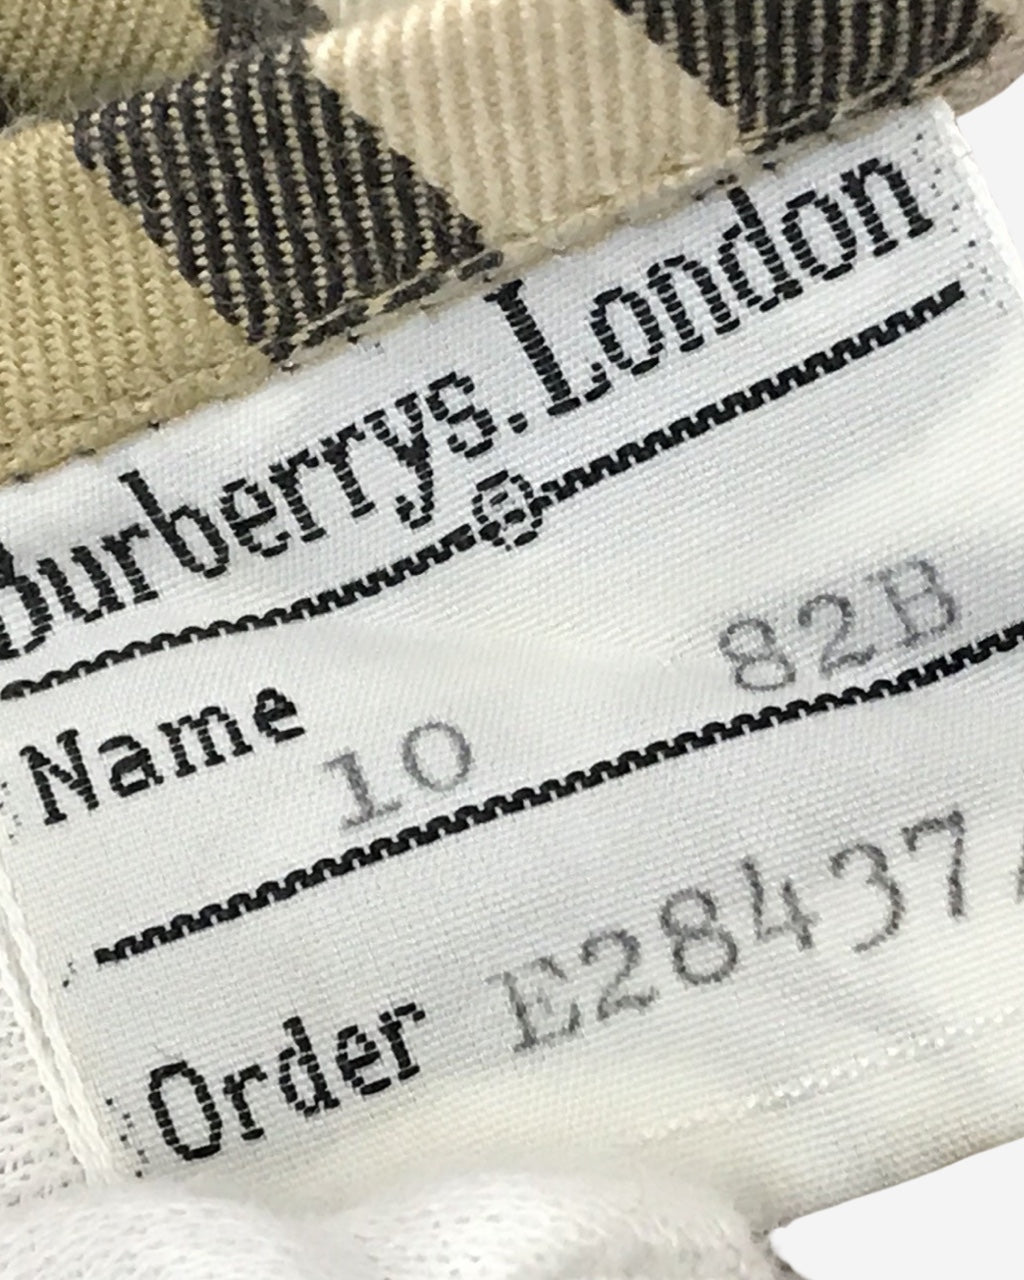 Burberrys.London
R
Name 10 82B
Order E28437